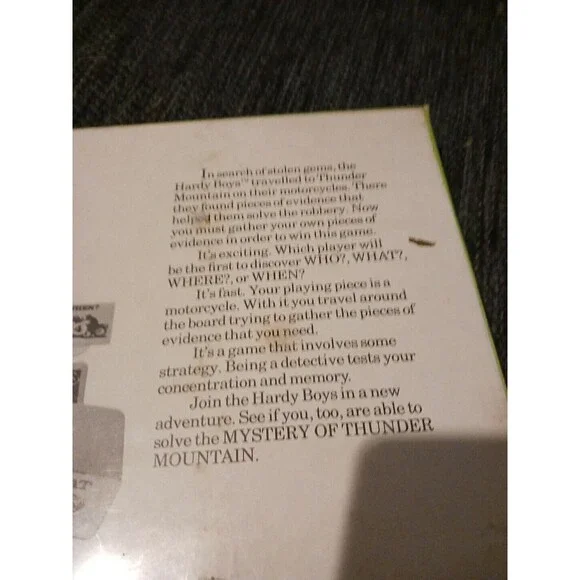 In search of stolen gems, the
Hardy Boys™ travelled to Thunder
Mountain on their motorcycles. There
they found pieces of evidence that
helped them solve the robbery. Now
you must gather your own pieces of
evidence in order to win this game.
It's exciting. Which player will
be the first to discover WHO?, WHAT?,
WHERE?, or WHEN?
It's fast. Your playing piece is a
motorcycle. With it you travel around
the board trying to gather the pieces of
evidence that you need.
It's a game that involves some
strategy. Being a detective tests your
concentration and memory.
Join the Hardy Boys in a new
adventure. See if you, too, are able to
solve the MYSTERY OF THUNDER
MOUNTAIN.